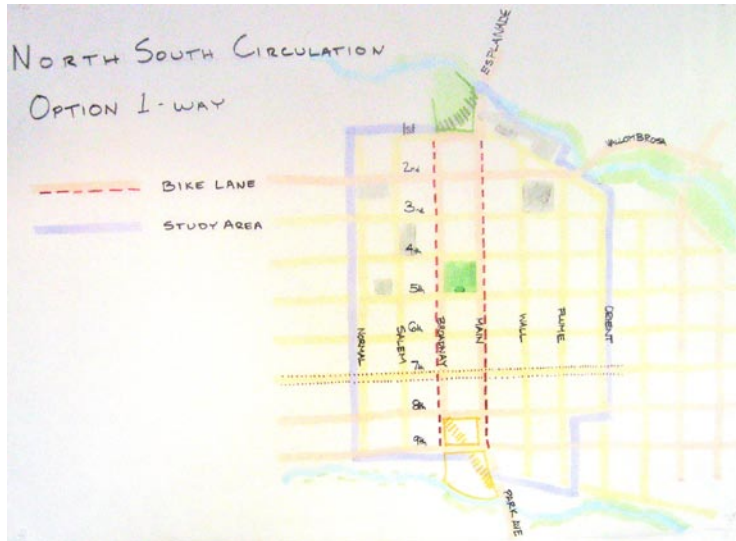 NORTH SOUTH CIRCULATION
OPTION 1-WAY
BIKE LANE
STUDY AREA
ESPLANADE
VALLOMBROSA
1st
2nd
3rd
4th
5th
6th
7th
8th
9th
NORMAL
SALEM
BROADWAY
MAIN
WALL
FLUME
ORIENT
PARK AVE